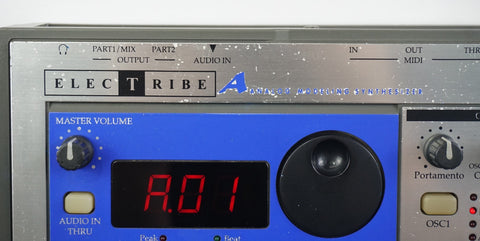 PART1/MIX PART2 IN OUT THR
OUTPUT AUDIO IN MIDI
ELECTRIBE A ANALOG MODELING SYNTHESIZER
MASTER VOLUME
A.01
Portamento
AUDIO IN
THRU
OSC1
Peak Beat